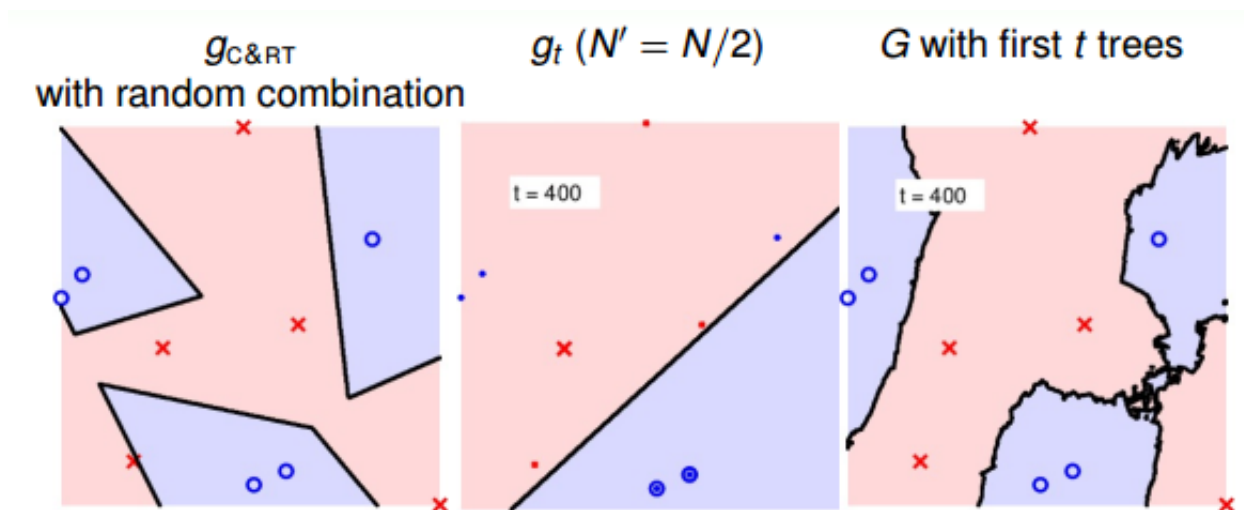 g_C&RT
with random combination
g_t (N′ = N/2)
G with first t trees
t = 400
t = 400